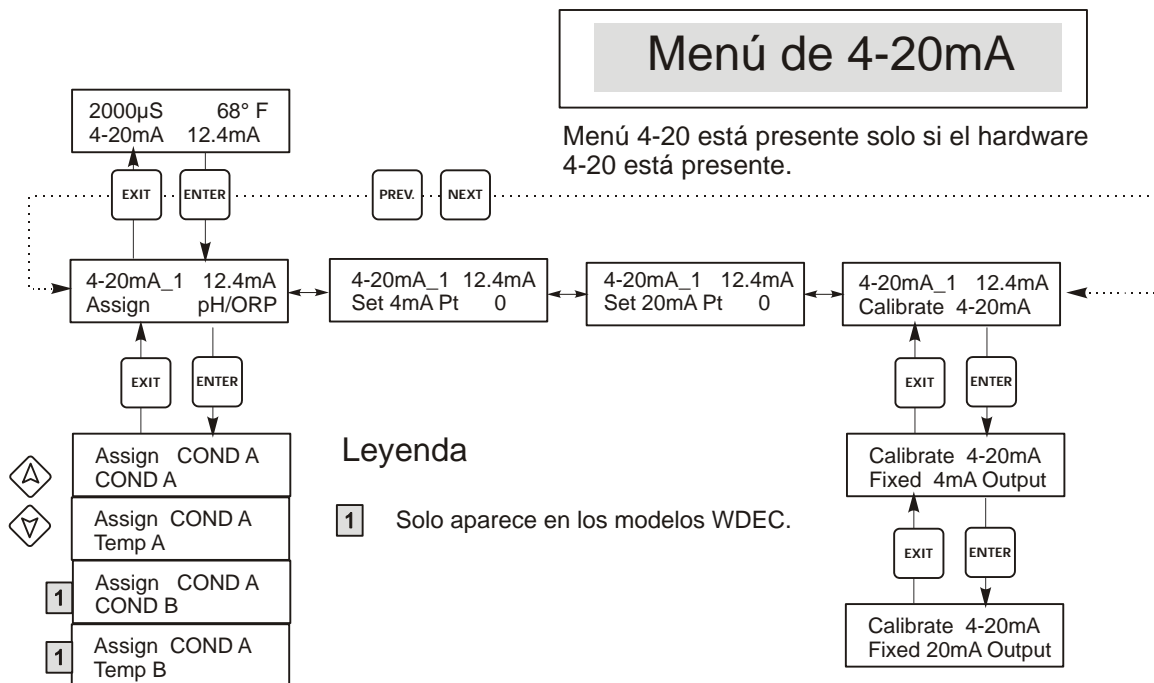 Menú de 4-20mA
Menú 4-20 está presente solo si el hardware
4-20 está presente.
2000µS 68° F
4-20mA 12.4mA
EXIT ENTER PREV. NEXT
4-20mA_1 12.4mA
Assign pH/ORP
4-20mA_1 12.4mA
Set 4mA Pt 0
4-20mA_1 12.4mA
Set 20mA Pt 0
4-20mA_1 12.4mA
Calibrate 4-20mA
EXIT ENTER
EXIT ENTER
Assign COND A
COND A
Assign COND A
Temp A
1
Assign COND A
COND B
1
Assign COND A
Temp B
Leyenda
1 Solo aparece en los modelos WDEC.
Calibrate 4-20mA
Fixed 4mA Output
EXIT ENTER
Calibrate 4-20mA
Fixed 20mA Output